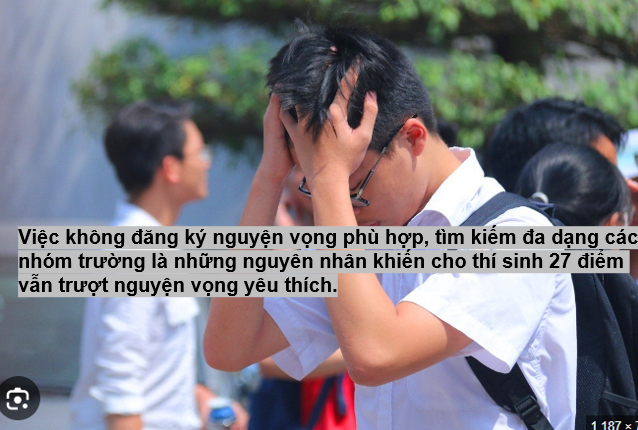 Việc không đăng ký nguyện vọng phù hợp, tìm kiếm đa dạng các
nhóm trường là những nguyên nhân khiến cho thí sinh 27 điểm
vẫn trượt nguyện vọng yêu thích.
1.187 ×